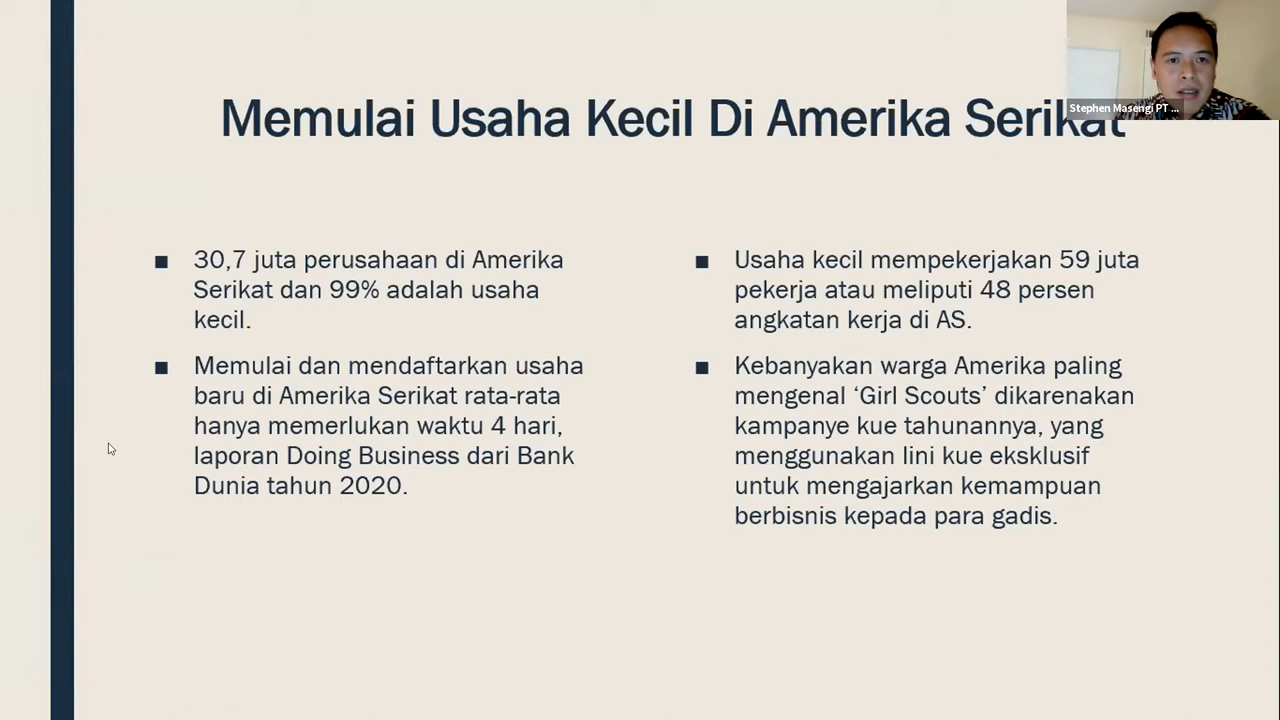 Memulai Usaha Kecil Di Amerika Serikat
Stephen Masengi PT ...
■ 30,7 juta perusahaan di Amerika
Serikat dan 99% adalah usaha
kecil.
■ Memulai dan mendaftarkan usaha
baru di Amerika Serikat rata-rata
hanya memerlukan waktu 4 hari,
laporan Doing Business dari Bank
Dunia tahun 2020.
■ Usaha kecil mempekerjakan 59 juta
pekerja atau meliputi 48 persen
angkatan kerja di AS.
■ Kebanyakan warga Amerika paling
mengenal ‘Girl Scouts’ dikarenakan
kampanye kue tahunannya, yang
menggunakan lini kue eksklusif
untuk mengajarkan kemampuan
berbisnis kepada para gadis.